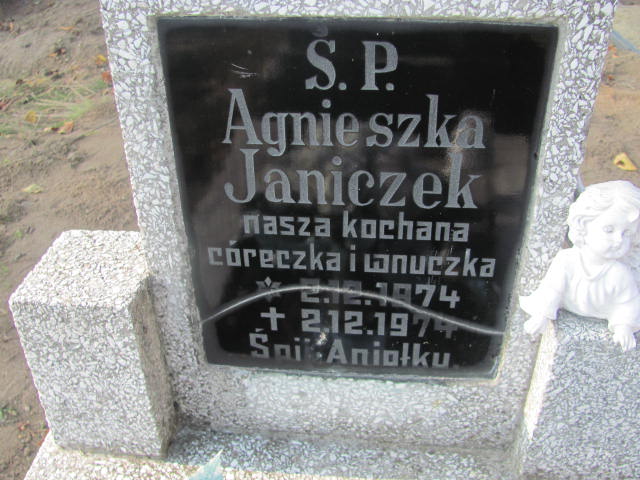 Ś. P.
Agnieszka
Janiczek
nasza kochana
córeczka i wnuczka
✡ 2.12.1974
✝ 2.12.1974
Śpij Aniołku